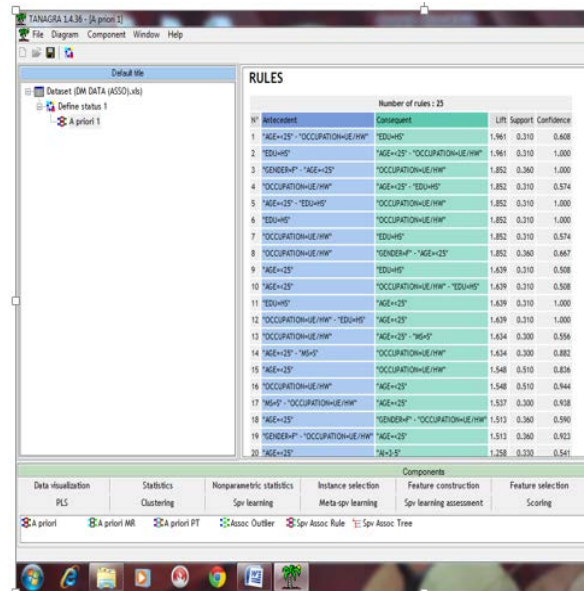 TANAGRA 1.4.36 - [A priori 1]
File Diagram Component Window Help
Default title
Dataset (DM DATA (ASSO).xls)
Define status 1
A priori 1
RULES
Number of rules : 25
N° Antecedent Consequent Lift Support Confidence
1 "AGE=<25" - "OCCUPATION=UE/HW" "EDU=HS" 1.961 0.310 0.608
2 "EDU=HS" "AGE=<25" - "OCCUPATION=UE/HW" 1.961 0.310 1.000
3 "GENDER=F" - "AGE=<25" "OCCUPATION=UE/HW" 1.852 0.360 1.000
4 "OCCUPATION=UE/HW" "AGE=<25" - "EDU=HS" 1.852 0.310 0.574
5 "AGE=<25" - "EDU=HS" "OCCUPATION=UE/HW" 1.852 0.310 1.000
6 "EDU=HS" "OCCUPATION=UE/HW" 1.852 0.310 1.000
7 "OCCUPATION=UE/HW" "EDU=HS" 1.852 0.310 0.574
8 "OCCUPATION=UE/HW" "GENDER=F" - "AGE=<25" 1.852 0.360 0.667
9 "AGE=<25" "EDU=HS" 1.639 0.310 0.508
10 "AGE=<25" "OCCUPATION=UE/HW" - "EDU=HS" 1.639 0.310 0.508
11 "EDU=HS" "AGE=<25" 1.639 0.310 1.000
12 "OCCUPATION=UE/HW" - "EDU=HS" "AGE=<25" 1.639 0.310 1.000
13 "OCCUPATION=UE/HW" "AGE=<25" - "MS=S" 1.634 0.300 0.556
14 "AGE=<25" - "MS=S" "OCCUPATION=UE/HW" 1.634 0.300 0.882
15 "AGE=<25" "OCCUPATION=UE/HW" 1.548 0.510 0.836
16 "OCCUPATION=UE/HW" "AGE=<25" 1.548 0.510 0.944
17 "MS=S" - "OCCUPATION=UE/HW" "AGE=<25" 1.537 0.300 0.938
18 "AGE=<25" "GENDER=F" - "OCCUPATION=UE/HW" 1.513 0.360 0.590
19 "GENDER=F" - "OCCUPATION=UE/HW" "AGE=<25" 1.513 0.360 0.923
20 "AGE=<25" "AI=3-5" 1.258 0.330 0.541
Components
Data visualization Statistics Nonparametric statistics Instance selection Feature construction Feature selection
PLS Clustering Spv learning Meta-spv learning Spv learning assessment Scoring
A priori A priori MR A priori PT Assoc Outlier Spv Assoc Rule Spv Assoc Tree